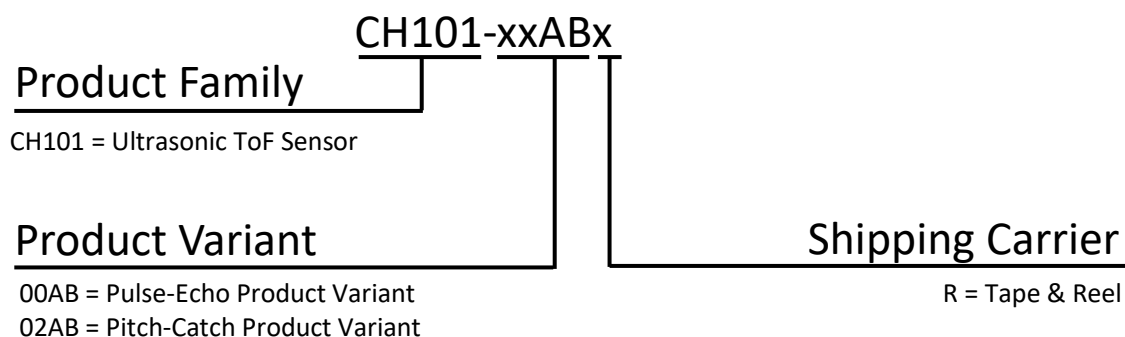 CH101-xxABx
Product Family
CH101 = Ultrasonic ToF Sensor
Product Variant
00AB = Pulse-Echo Product Variant
02AB = Pitch-Catch Product Variant
Shipping Carrier
R = Tape & Reel